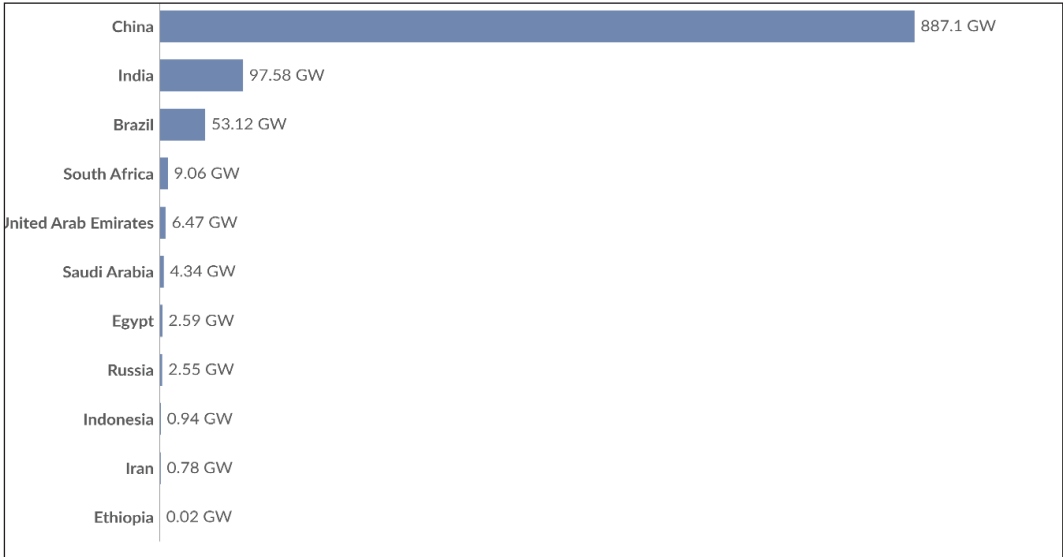 China 887.1 GW
India 97.58 GW
Brazil 53.12 GW
South Africa 9.06 GW
United Arab Emirates 6.47 GW
Saudi Arabia 4.34 GW
Egypt 2.59 GW
Russia 2.55 GW
Indonesia 0.94 GW
Iran 0.78 GW
Ethiopia 0.02 GW